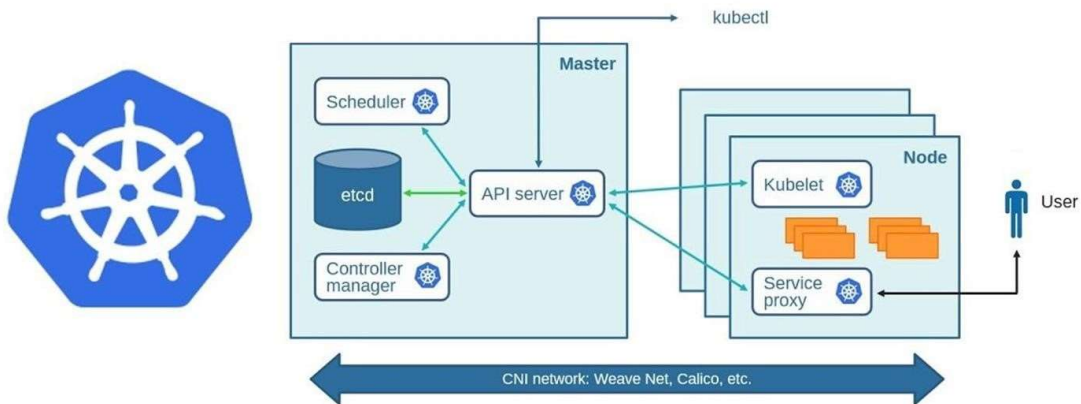 kubectl
Master
Scheduler
etcd
API server
Controller
manager
Node
Kubelet
Service
proxy
User
CNI network: Weave Net, Calico, etc.